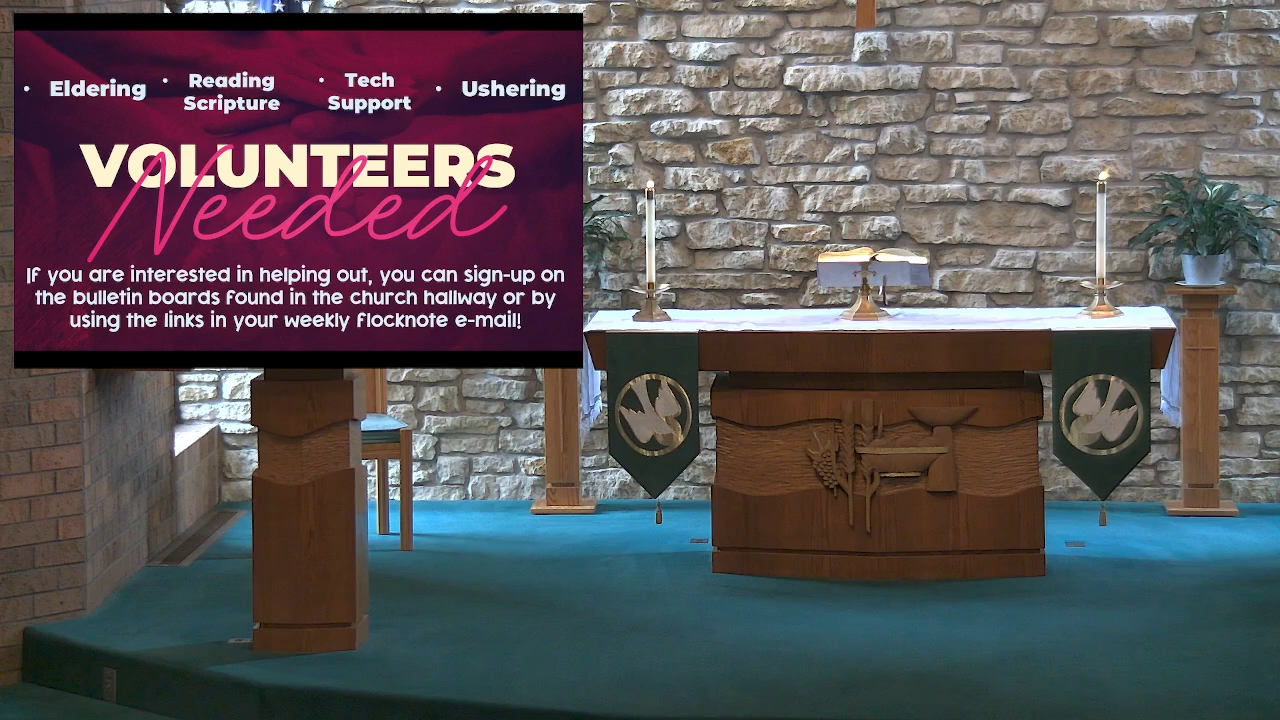 • Eldering • Reading Scripture • Tech Support • Ushering
VOLUNTEERS
Needed
If you are interested in helping out, you can sign-up on
the bulletin boards found in the church hallway or by
using the links in your weekly flocknote e-mail!